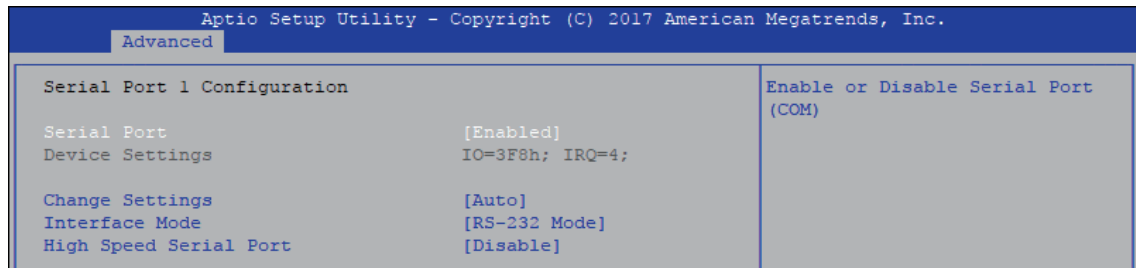 Aptio Setup Utility - Copyright (C) 2017 American Megatrends, Inc.
Advanced
Serial Port 1 Configuration
Enable or Disable Serial Port
(COM)
Serial Port [Enabled]
Device Settings IO=3F8h; IRQ=4;
Change Settings [Auto]
Interface Mode [RS-232 Mode]
High Speed Serial Port [Disable]